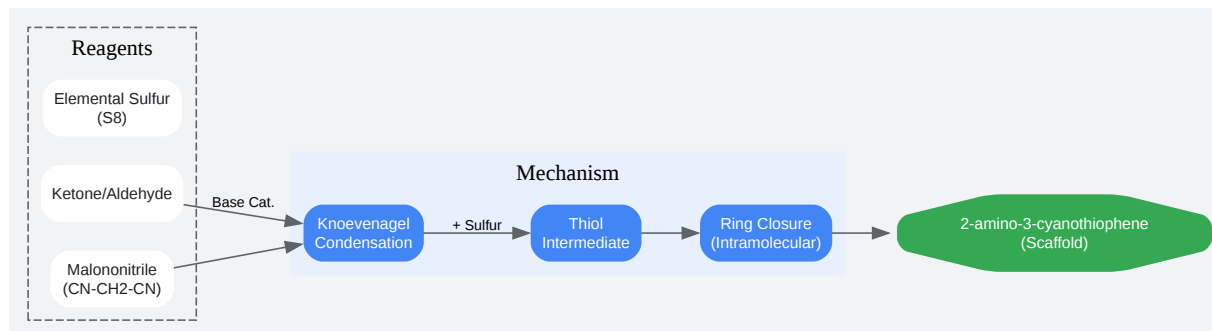 Reagents
Elemental Sulfur
(S8)
Ketone/Aldehyde
Malononitrile
(CN-CH2-CN)
Base Cat.
Mechanism
Knoevenagel
Condensation
+ Sulfur
Thiol
Intermediate
Ring Closure
(Intramolecular)
2-amino-3-cyanothiophene
(Scaffold)